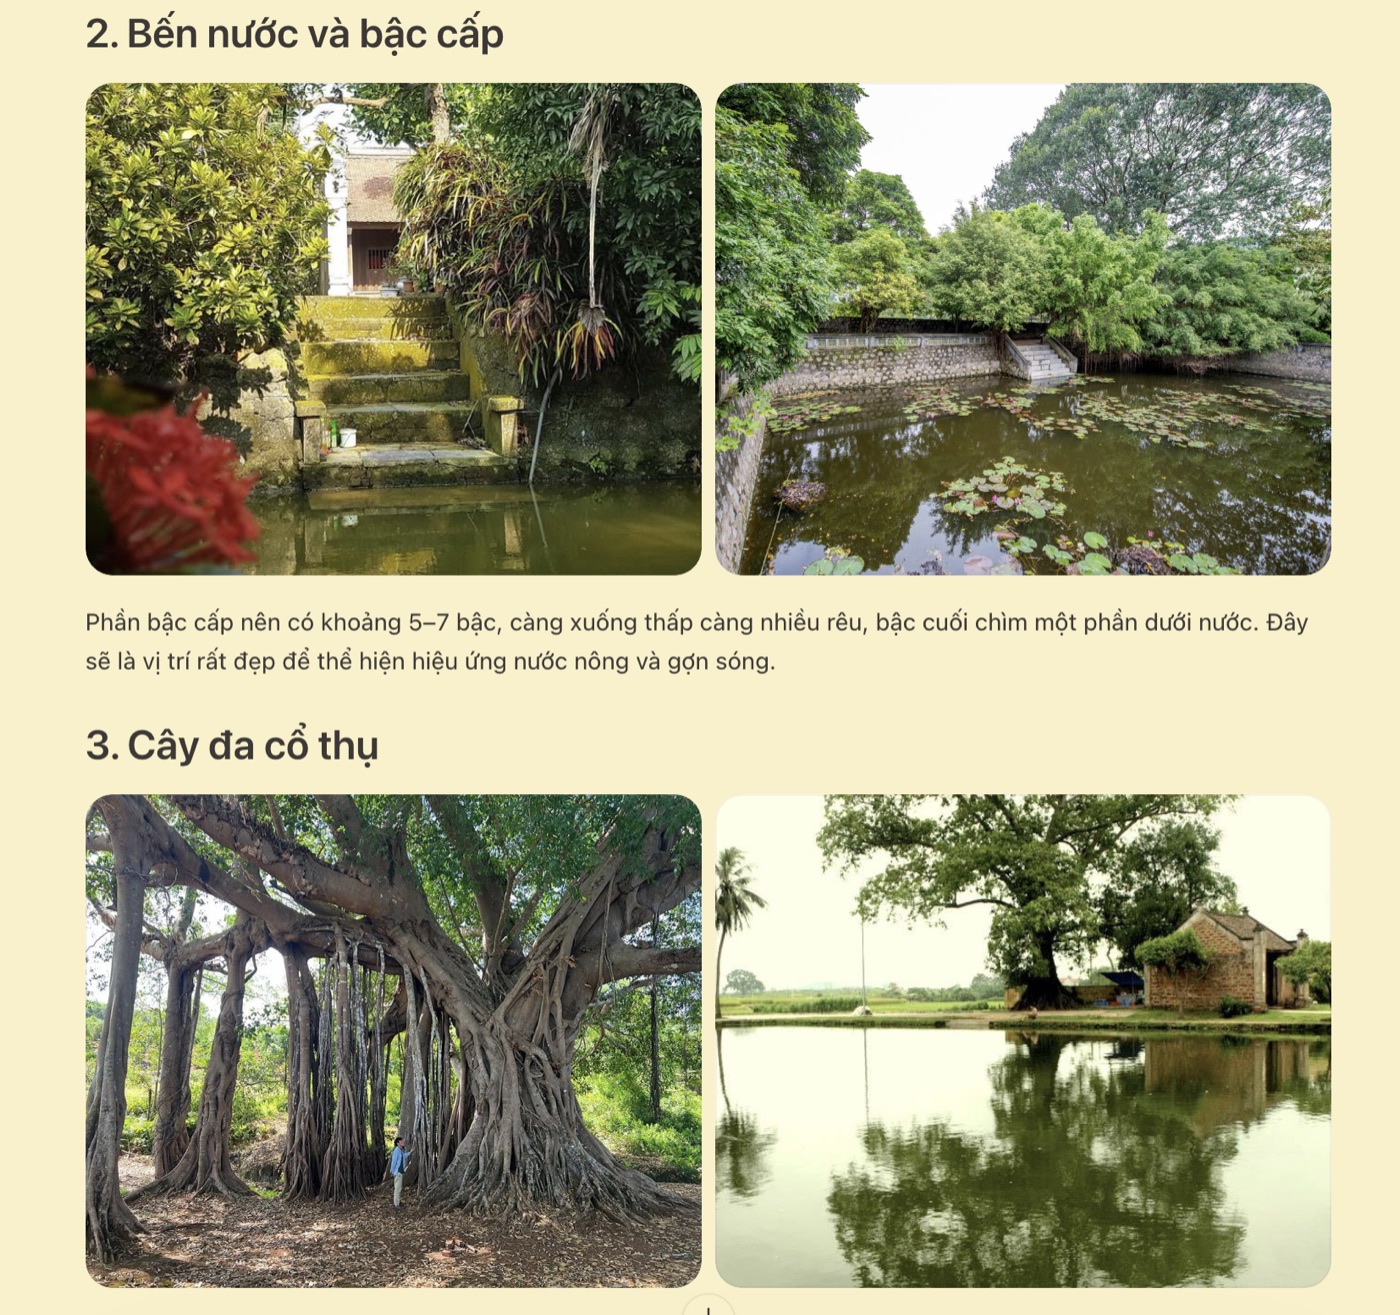 2. Bến nước và bậc cấp
Phần bậc cấp nên có khoảng 5–7 bậc, càng xuống thấp càng nhiều rêu, bậc cuối chìm một phần dưới nước. Đây
sẽ là vị trí rất đẹp để thể hiện hiệu ứng nước nông và gợn sóng.
3. Cây đa cổ thụ